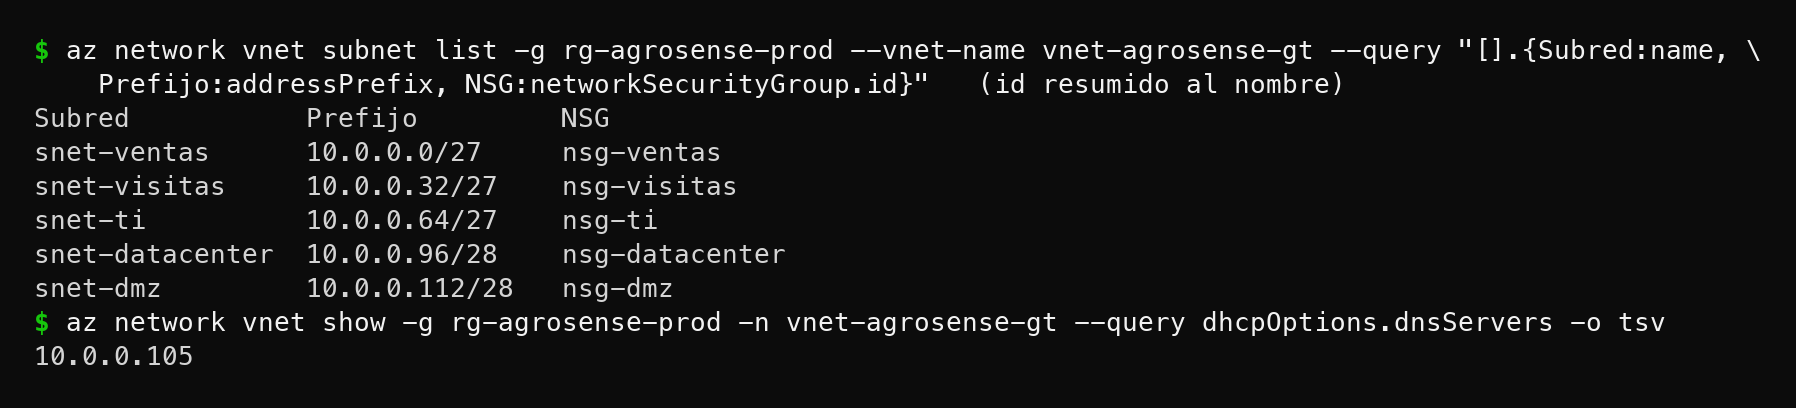 $ az network vnet subnet list -g rg-agrosense-prod --vnet-name vnet-agrosense-gt --query "[].{Subred:name, \
Prefijo:addressPrefix, NSG:networkSecurityGroup.id}"   (id resumido al nombre)
Subred           Prefijo         NSG
snet-ventas      10.0.0.0/27     nsg-ventas
snet-visitas     10.0.0.32/27    nsg-visitas
snet-ti          10.0.0.64/27    nsg-ti
snet-datacenter  10.0.0.96/28    nsg-datacenter
snet-dmz         10.0.0.112/28   nsg-dmz
$ az network vnet show -g rg-agrosense-prod -n vnet-agrosense-gt --query dhcpOptions.dnsServers -o tsv
10.0.0.105